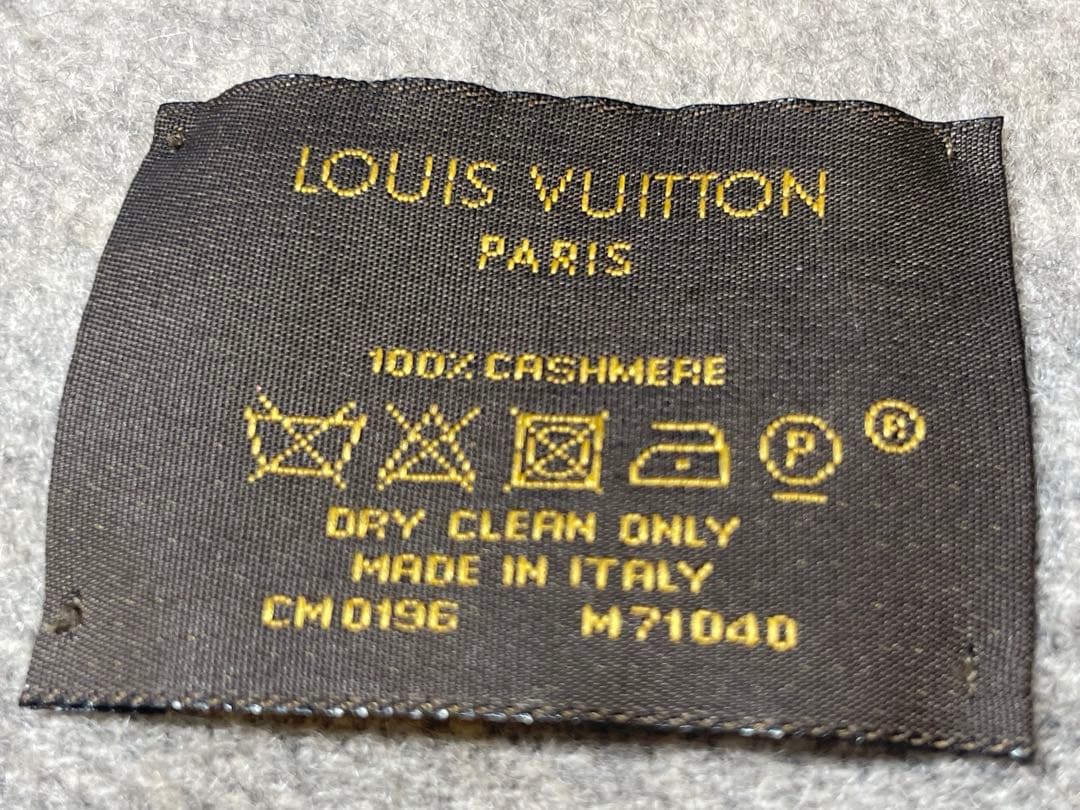 LOUIS VUITTON
PARIS
100% CASHMERE
P ®
DRY CLEAN ONLY
MADE IN ITALY
CM0196 M71040